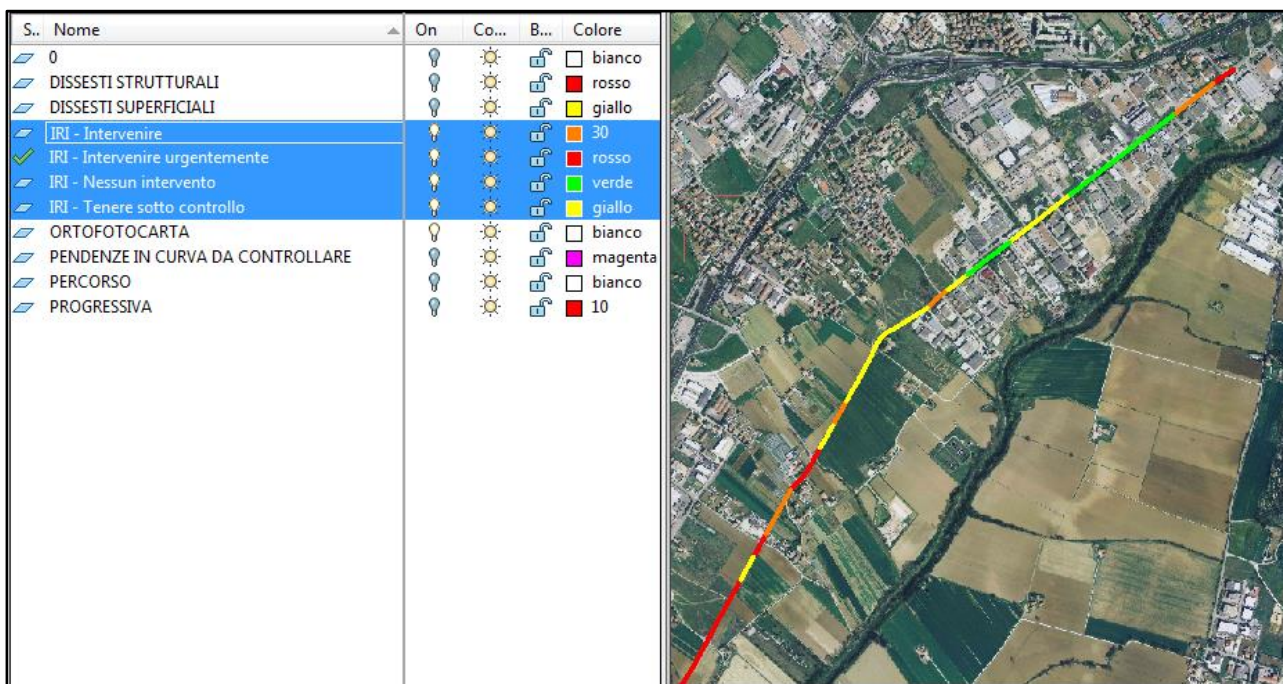 S.. Nome On Co... B... Colore
0 bianco
DISSESTI STRUTTURALI rosso
DISSESTI SUPERFICIALI giallo
IRI - Intervenire 30
IRI - Intervenire urgentemente rosso
IRI - Nessun intervento verde
IRI - Tenere sotto controllo giallo
ORTOFOTOCARTA bianco
PENDENZE IN CURVA DA CONTROLLARE magenta
PERCORSO bianco
PROGRESSIVA 10